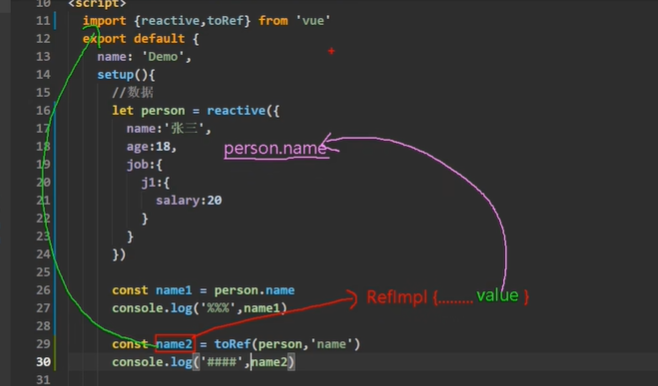 10 <script>
11 import {reactive,toRef} from 'vue'
12 export default {
13 name: 'Demo',
14 setup(){
15 //数据
16 let person = reactive({
17 name:'张三',
18 age:18,
person.name
19 job:{
20 j1:{
21 salary:20
22 }
23 }
24 })
25
26 const name1 = person.name
RefImpl {......... value }
27 console.log('%%%',name1)
28
29 const name2 = toRef(person,'name')
30 console.log('####',name2)
31